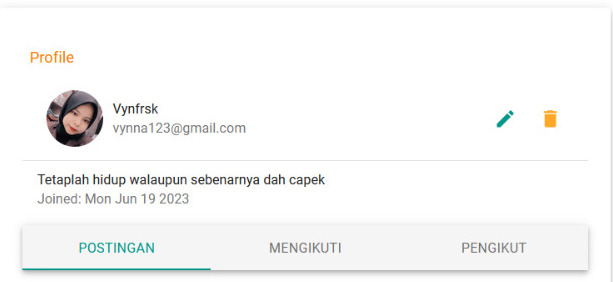 Profile
Vynfrsk
vynna123@gmail.com
Tetaplah hidup walaupun sebenarnya dah capek
Joined: Mon Jun 19 2023
POSTINGAN MENGIKUTI PENGIKUT